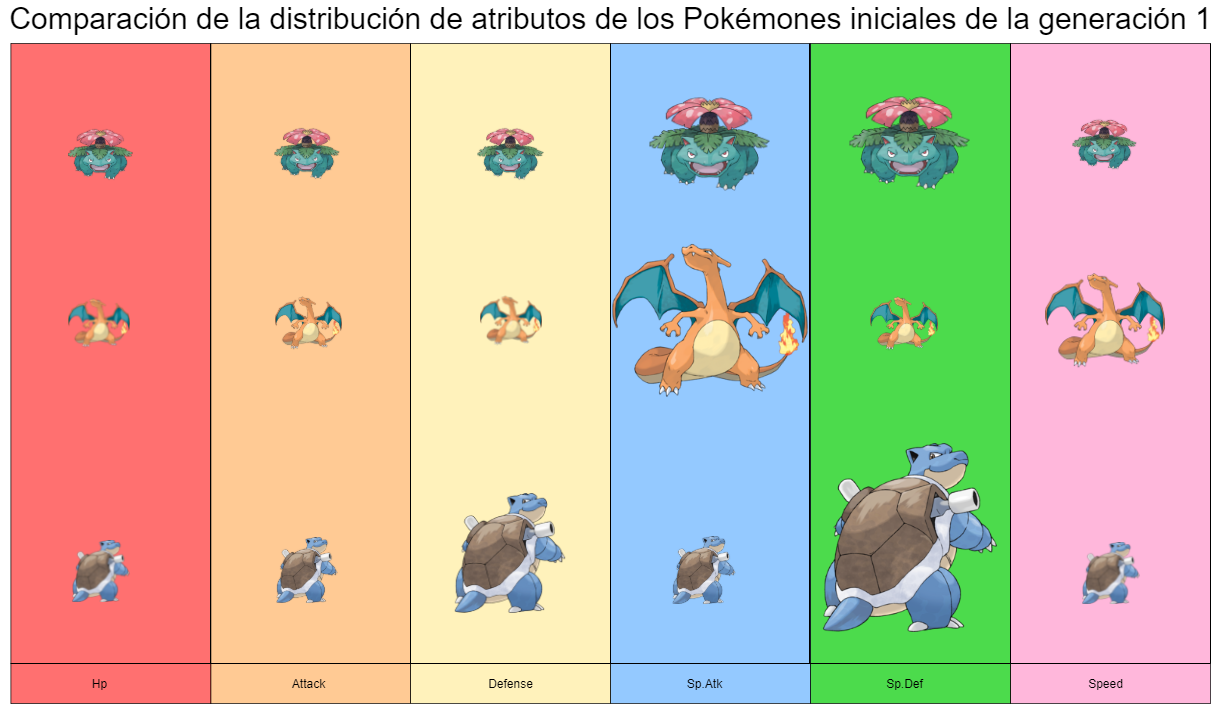 Comparación de la distribución de atributos de los Pokémones iniciales de la generación 1
Hp
Attack
Defense
Sp.Atk
Sp.Def
Speed